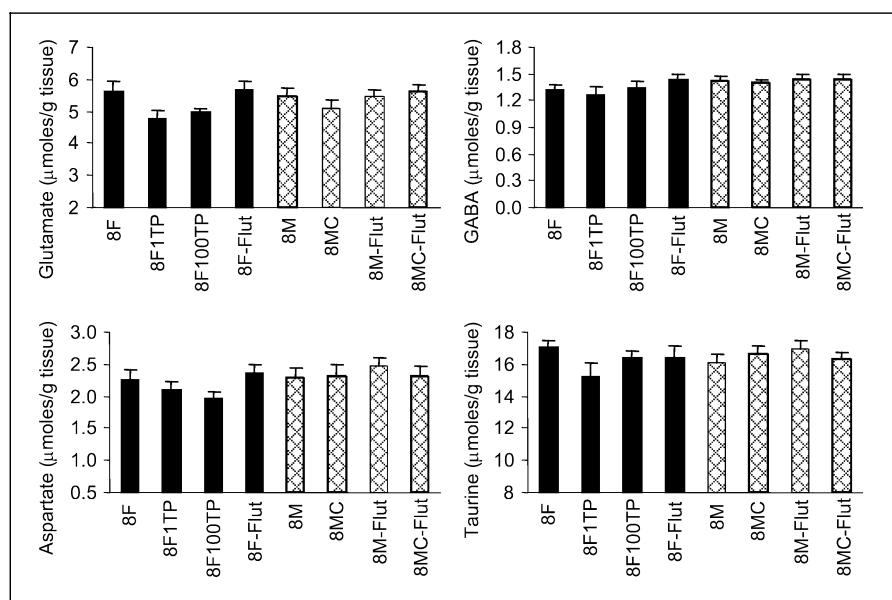 Glutamate (μmoles/g tissue)
7
6
5
4
3
2
8F
8F1TP
8F100TP
8F-Flut
8M
8MC
8M-Flut
8MC-Flut
GABA (μmoles/g tissue)
1.8
1.5
1.2
0.9
0.6
0.3
0.0
8F
8F1TP
8F100TP
8F-Flut
8M
8MC
8M-Flut
8MC-Flut
Aspartate (μmoles/g tissue)
3.0
2.5
2.0
1.5
1.0
0.5
8F
8F1TP
8F100TP
8F-Flut
8M
8MC
8M-Flut
8MC-Flut
Taurine (μmoles/g tissue)
18
16
14
16
10
8
8F
8F1TP
8F100TP
8F-Flut
8M
8MC
8M-Flut
8MC-Flut